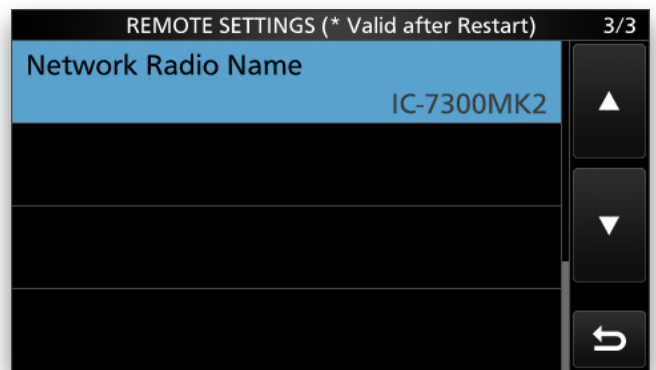 REMOTE SETTINGS (* Valid after Restart) 3/3
Network Radio Name
IC-7300MK2